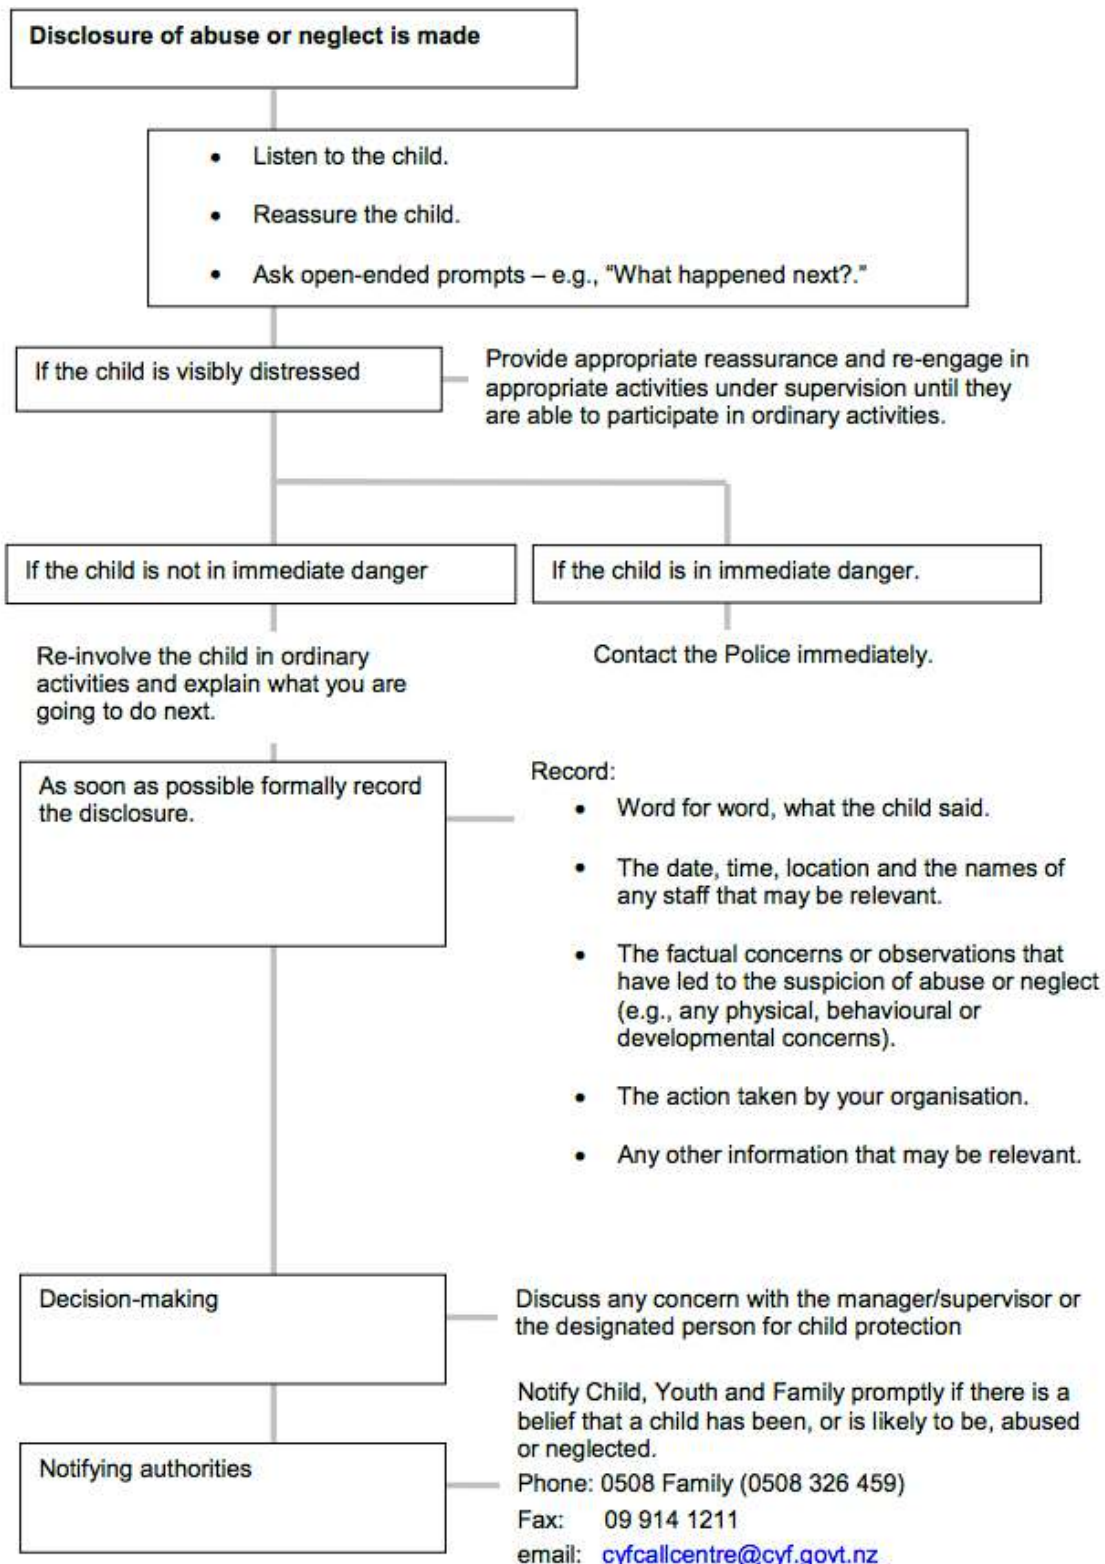 Disclosure of abuse or neglect is made
• Listen to the child.
• Reassure the child.
• Ask open-ended prompts – e.g., "What happened next?."
If the child is visibly distressed
Provide appropriate reassurance and re-engage in
appropriate activities under supervision until they
are able to participate in ordinary activities.
If the child is not in immediate danger
If the child is in immediate danger.
Re-involve the child in ordinary
activities and explain what you are
going to do next.
Contact the Police immediately.
As soon as possible formally record
the disclosure.
Record:
• Word for word, what the child said.
• The date, time, location and the names of
any staff that may be relevant.
• The factual concerns or observations that
have led to the suspicion of abuse or neglect
(e.g., any physical, behavioural or
developmental concerns).
• The action taken by your organisation.
• Any other information that may be relevant.
Decision-making
Discuss any concern with the manager/supervisor or
the designated person for child protection
Notifying authorities
Notify Child, Youth and Family promptly if there is a
belief that a child has been, or is likely to be, abused
or neglected.
Phone: 0508 Family (0508 326 459)
Fax: 09 914 1211
email: cyfcallcentre@cyf.govt.nz